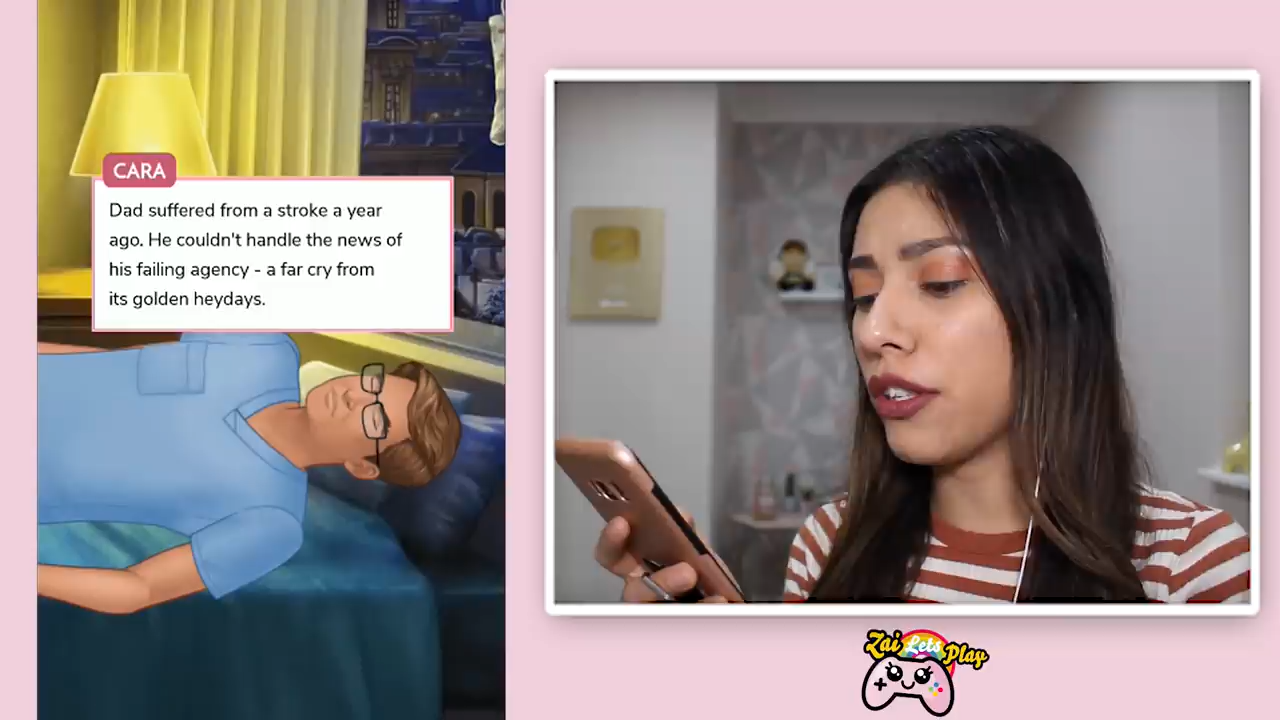 CARA
Dad suffered from a stroke a year
ago. He couldn't handle the news of
his failing agency - a far cry from
its golden heydays.
Zai Lets Play